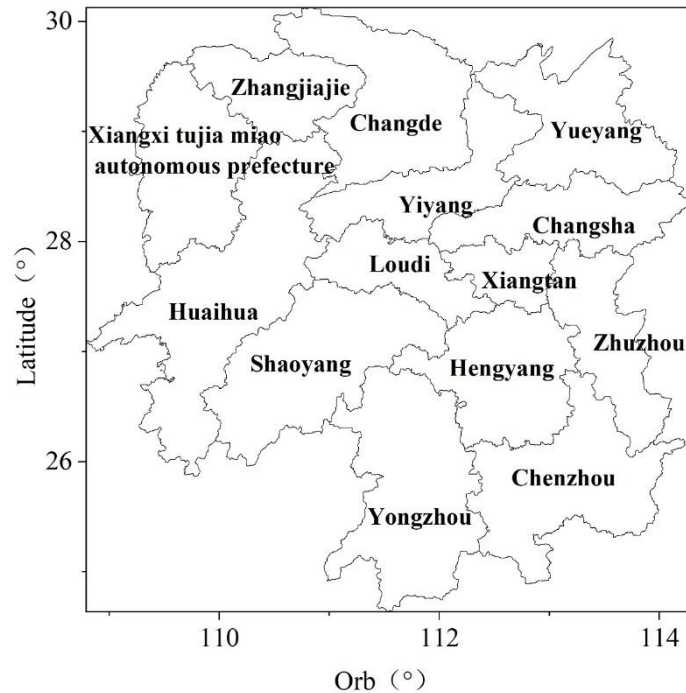 30
Zhangjiajie
Changde
Xiangxi tujia miao
autonomous prefecture
Yueyang
Yiyang
Changsha
28
Loudi
Xiangtan
Huaihua
Zhuzhou
Shaoyang
Hengyang
26
Chenzhou
Yongzhou
Latitude（°）
110
112
114
Orb（°）